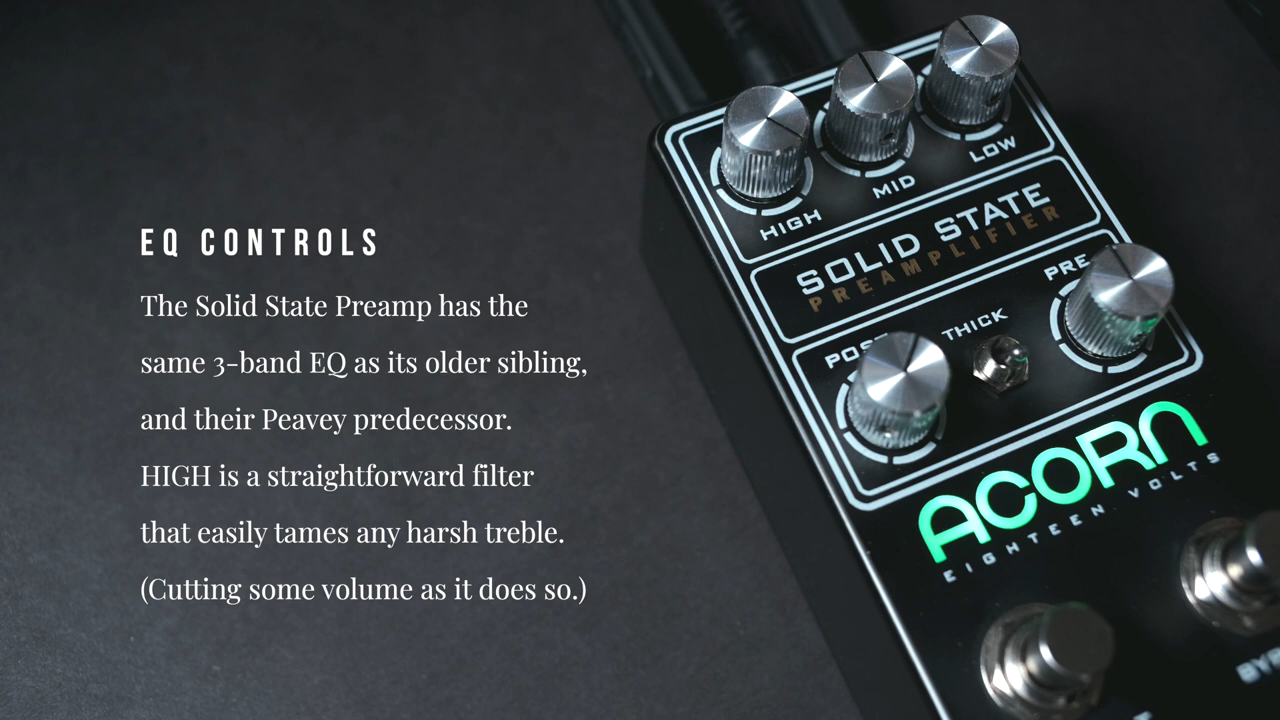 EQ CONTROLS
The Solid State Preamp has the
same 3-band EQ as its older sibling,
and their Peavey predecessor.
HIGH is a straightforward filter
that easily tames any harsh treble.
(Cutting some volume as it does so.)
LOW
MID
HIGH
SOLID STATE
PREAMPLIFIER
PRE
THICK
POST
ACORN
EIGHTEEN VOLTS